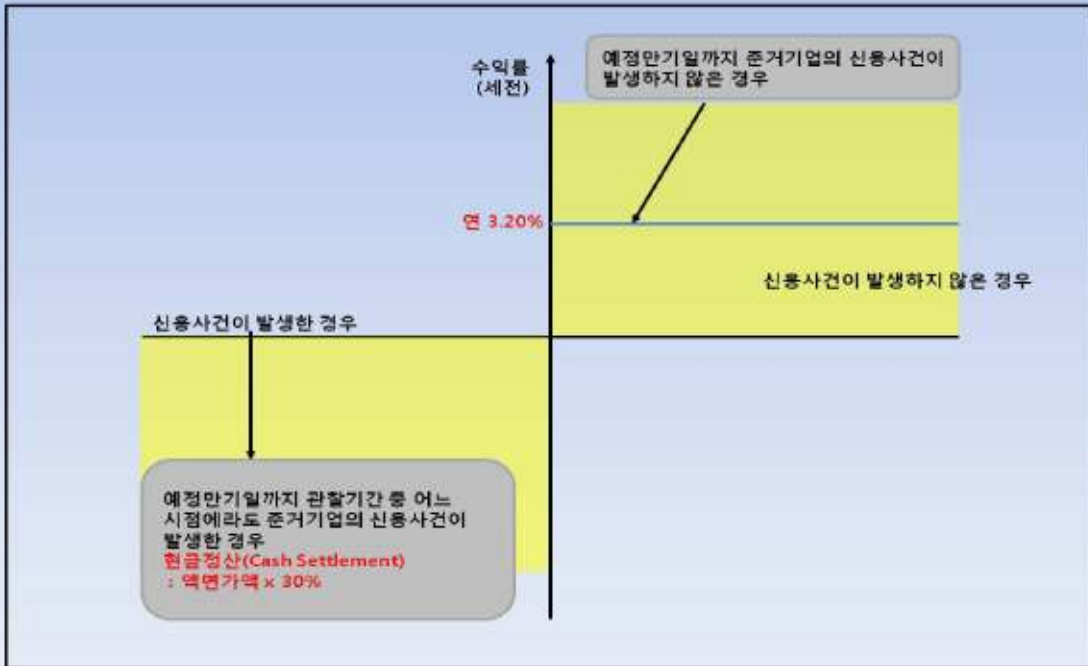 예정만기일까지 준거기업의 신용사건이
발생하지 않은 경우
수익률
(세전)
연 3.20%
신용사건이 발생하지 않은 경우
신용사건이 발생한 경우
예정만기일까지 관찰기간 중 어느
시점에라도 준거기업의 신용사건이
발생한 경우
현금정산(Cash Settlement)
: 액면가액 x 30%